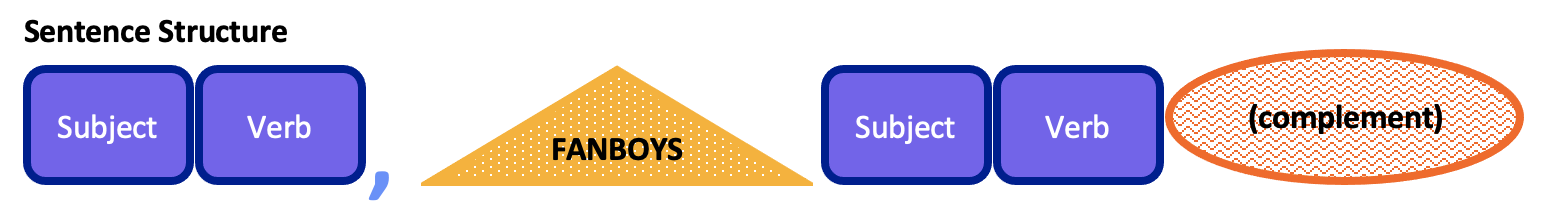 Sentence Structure
Subject Verb , FANBOYS Subject Verb (complement)